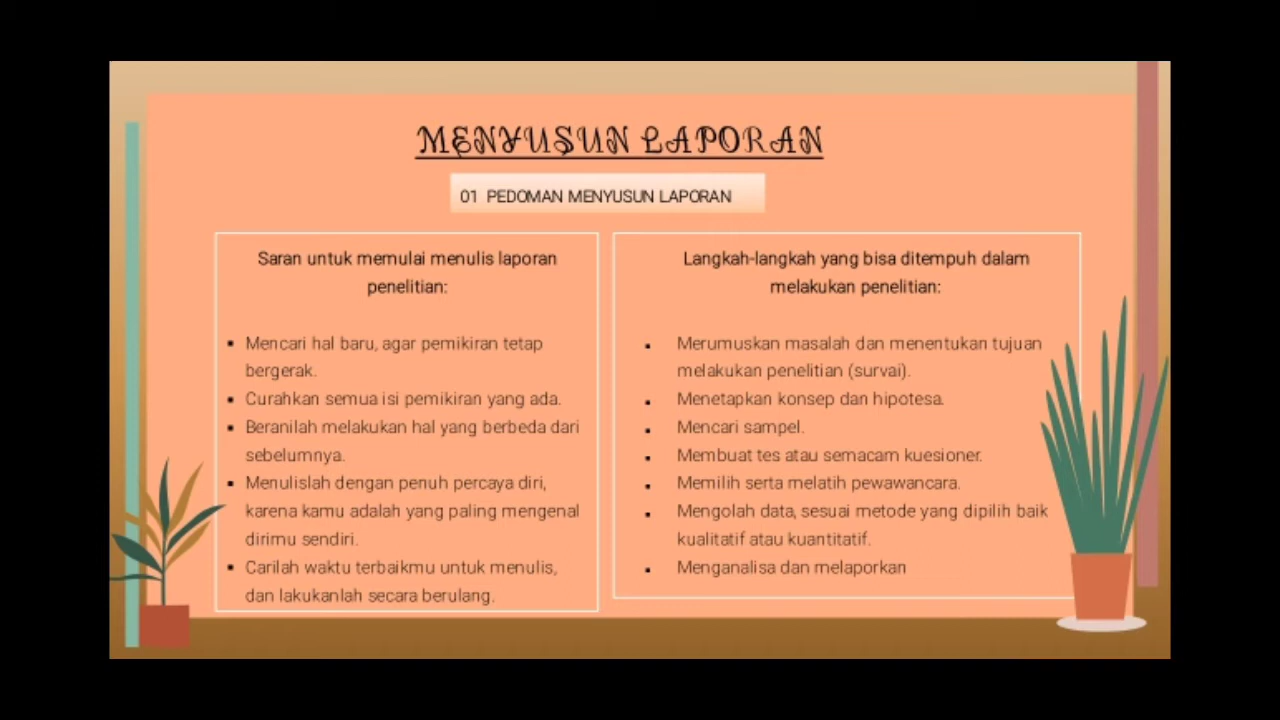 MENYUSUN LAPORAN
01 PEDOMAN MENYUSUN LAPORAN
Saran untuk memulai menulis laporan
penelitian:
▪ Mencari hal baru, agar pemikiran tetap
bergerak.
▪ Curahkan semua isi pemikiran yang ada.
▪ Beranilah melakukan hal yang berbeda dari
sebelumnya.
▪ Menulislah dengan penuh percaya diri,
karena kamu adalah yang paling mengenal
dirimu sendiri.
▪ Carilah waktu terbaikmu untuk menulis,
dan lakukanlah secara berulang.
Langkah-langkah yang bisa ditempuh dalam
melakukan penelitian:
▪ Merumuskan masalah dan menentukan tujuan
melakukan penelitian (survai).
▪ Menetapkan konsep dan hipotesa.
▪ Mencari sampel.
▪ Membuat tes atau semacam kuesioner.
▪ Memilih serta melatih pewawancara.
▪ Mengolah data, sesuai metode yang dipilih baik
kualitatif atau kuantitatif.
▪ Menganalisa dan melaporkan